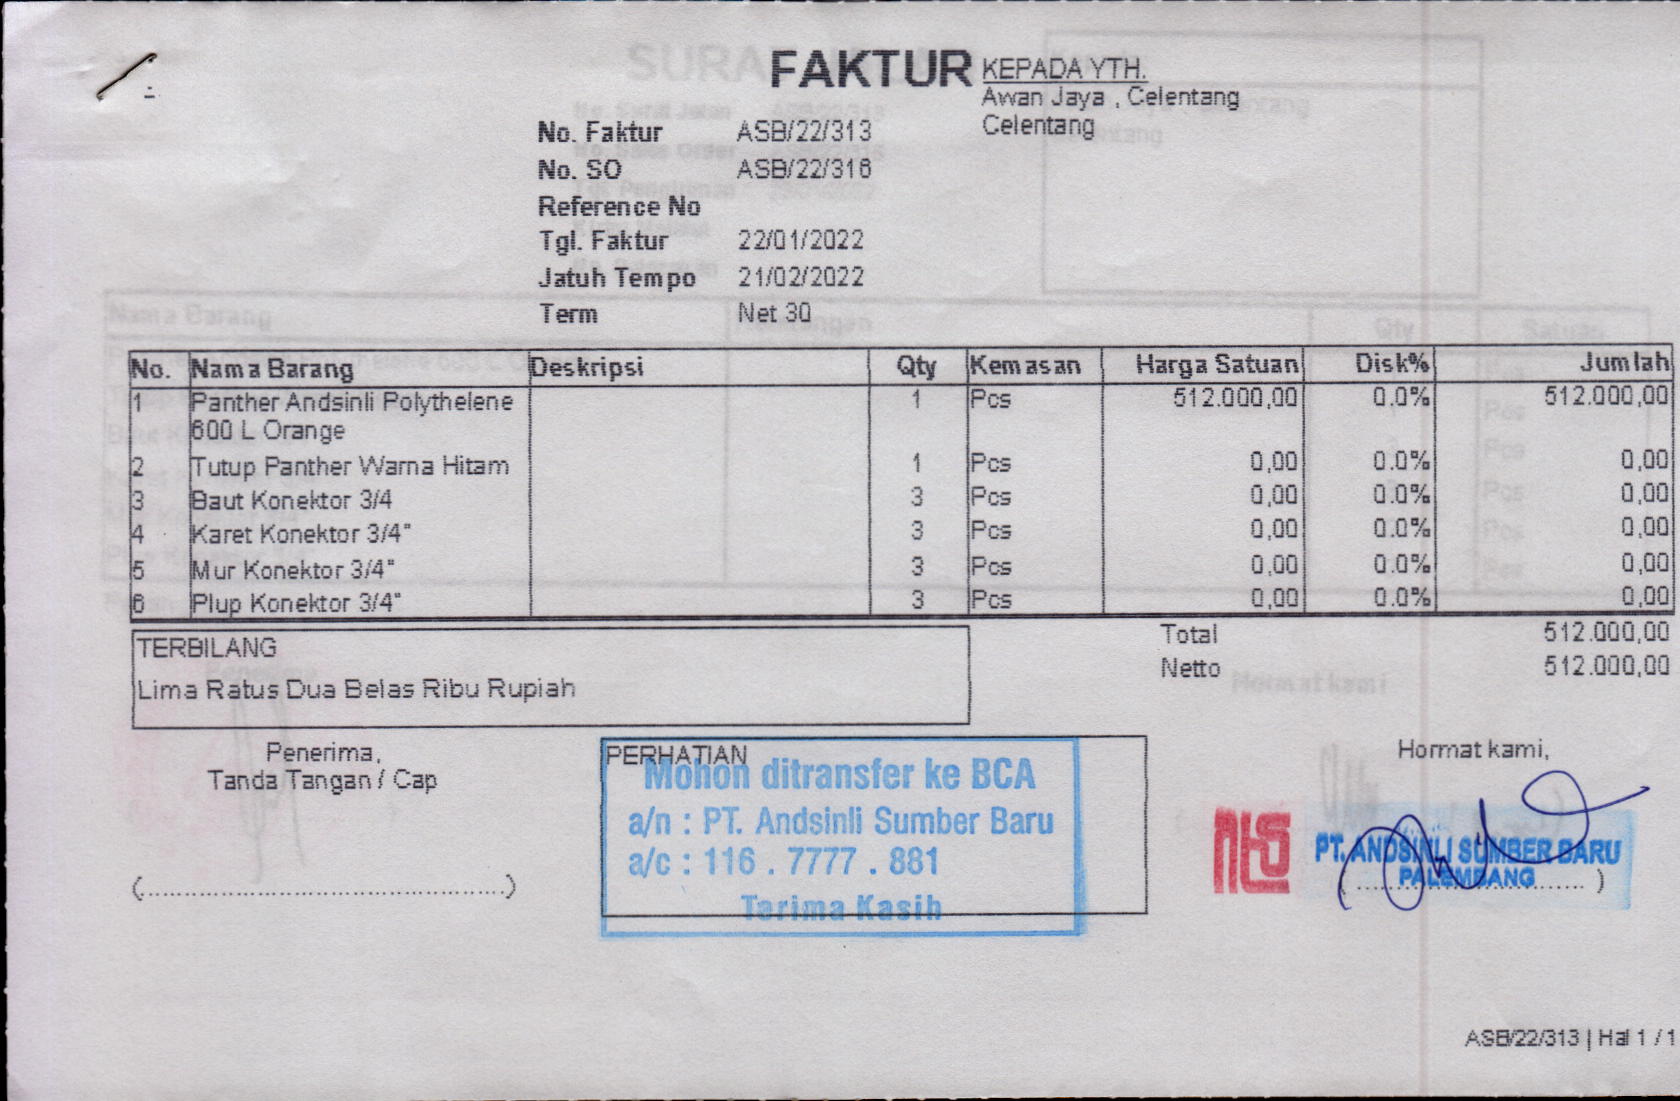 FAKTUR
KEPADA YTH.
Awan Jaya , Celentang
Celentang
No. Faktur ASB/22/313
No. SO ASB/22/316
Reference No
Tgl. Faktur 22/01/2022
Jatuh Tempo 21/02/2022
Term Net 30
No. Nama Barang Deskripsi Qty Kemasan Harga Satuan Disk% Jumlah
1 Panther Andsinli Polythelene 1 Pcs 512.000,00 0.0% 512.000,00
600 L Orange
2 Tutup Panther Warna Hitam 1 Pcs 0,00 0.0% 0,00
3 Baut Konektor 3/4 3 Pcs 0,00 0.0% 0,00
4 Karet Konektor 3/4" 3 Pcs 0,00 0.0% 0,00
5 Mur Konektor 3/4" 3 Pcs 0,00 0.0% 0,00
6 Plup Konektor 3/4" 3 Pcs 0,00 0.0% 0,00
Total 512.000,00
Netto 512.000,00
TERBILANG
Lima Ratus Dua Belas Ribu Rupiah
Penerima,
Tanda Tangan / Cap
PERHATIAN
Mohon ditransfer ke BCA
a/n : PT. Andsinli Sumber Baru
a/c : 116 . 7777 . 881
Terima Kasih
Hormat kami,
PT. ANDSINLI SUMBER BARU
PALEMBANG
ASB/22/313 | Hal 1 / 1